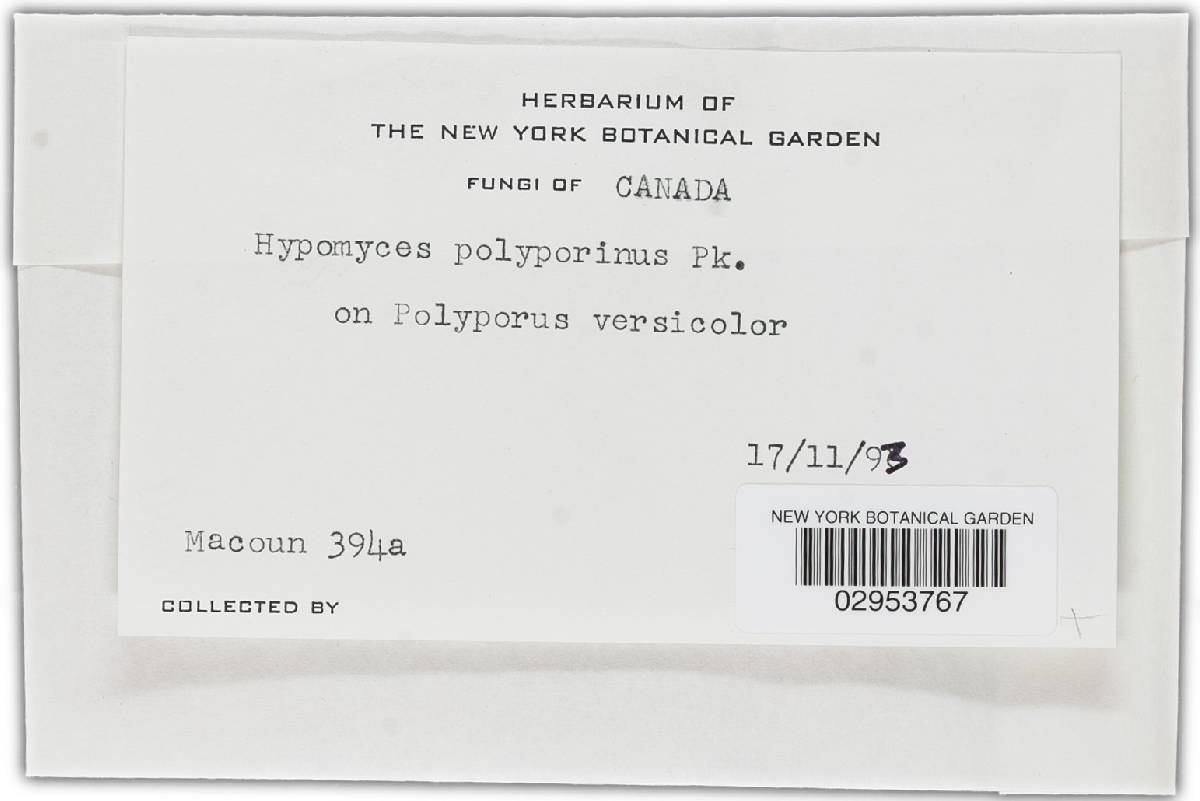 HERBARIUM OF
THE NEW YORK BOTANICAL GARDEN
FUNGI OF CANADA
Hypomyces polyporinus Pk.
on Polyporus versicolor
17/11/93
Macoun 394a
COLLECTED BY
NEW YORK BOTANICAL GARDEN
02953767